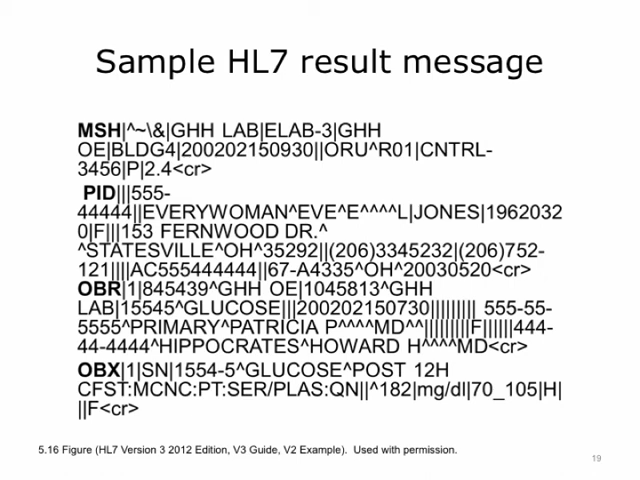 Sample HL7 result message
MSH|^~\&|GHH LAB|ELAB-3|GHH
OE|BLDG4|200202150930||ORU^R01|CNTRL-
3456|P|2.4<cr>
PID|||555-
44444||EVERYWOMAN^EVE^E^^^^L|JONES|1962032
0|F|||153 FERNWOOD DR.^
^STATESVILLE^OH^35292||(206)3345232|(206)752-
121||||AC555444444||67-A4335^OH^20030520<cr>
OBR|1|845439^GHH OE|1045813^GHH
LAB|15545^GLUCOSE|||200202150730||||||||| 555-55-
5555^PRIMARY^PATRICIA P^^^^MD^^|||||||||F||||||444-
44-4444^HIPPOCRATES^HOWARD H^^^^MD<cr>
OBX|1|SN|1554-5^GLUCOSE^POST 12H
CFST:MCNC:PT:SER/PLAS:QN||^182|mg/dl|70_105|H|
||F<cr>
5.16 Figure (HL7 Version 3 2012 Edition, V3 Guide, V2 Example).  Used with permission.
19